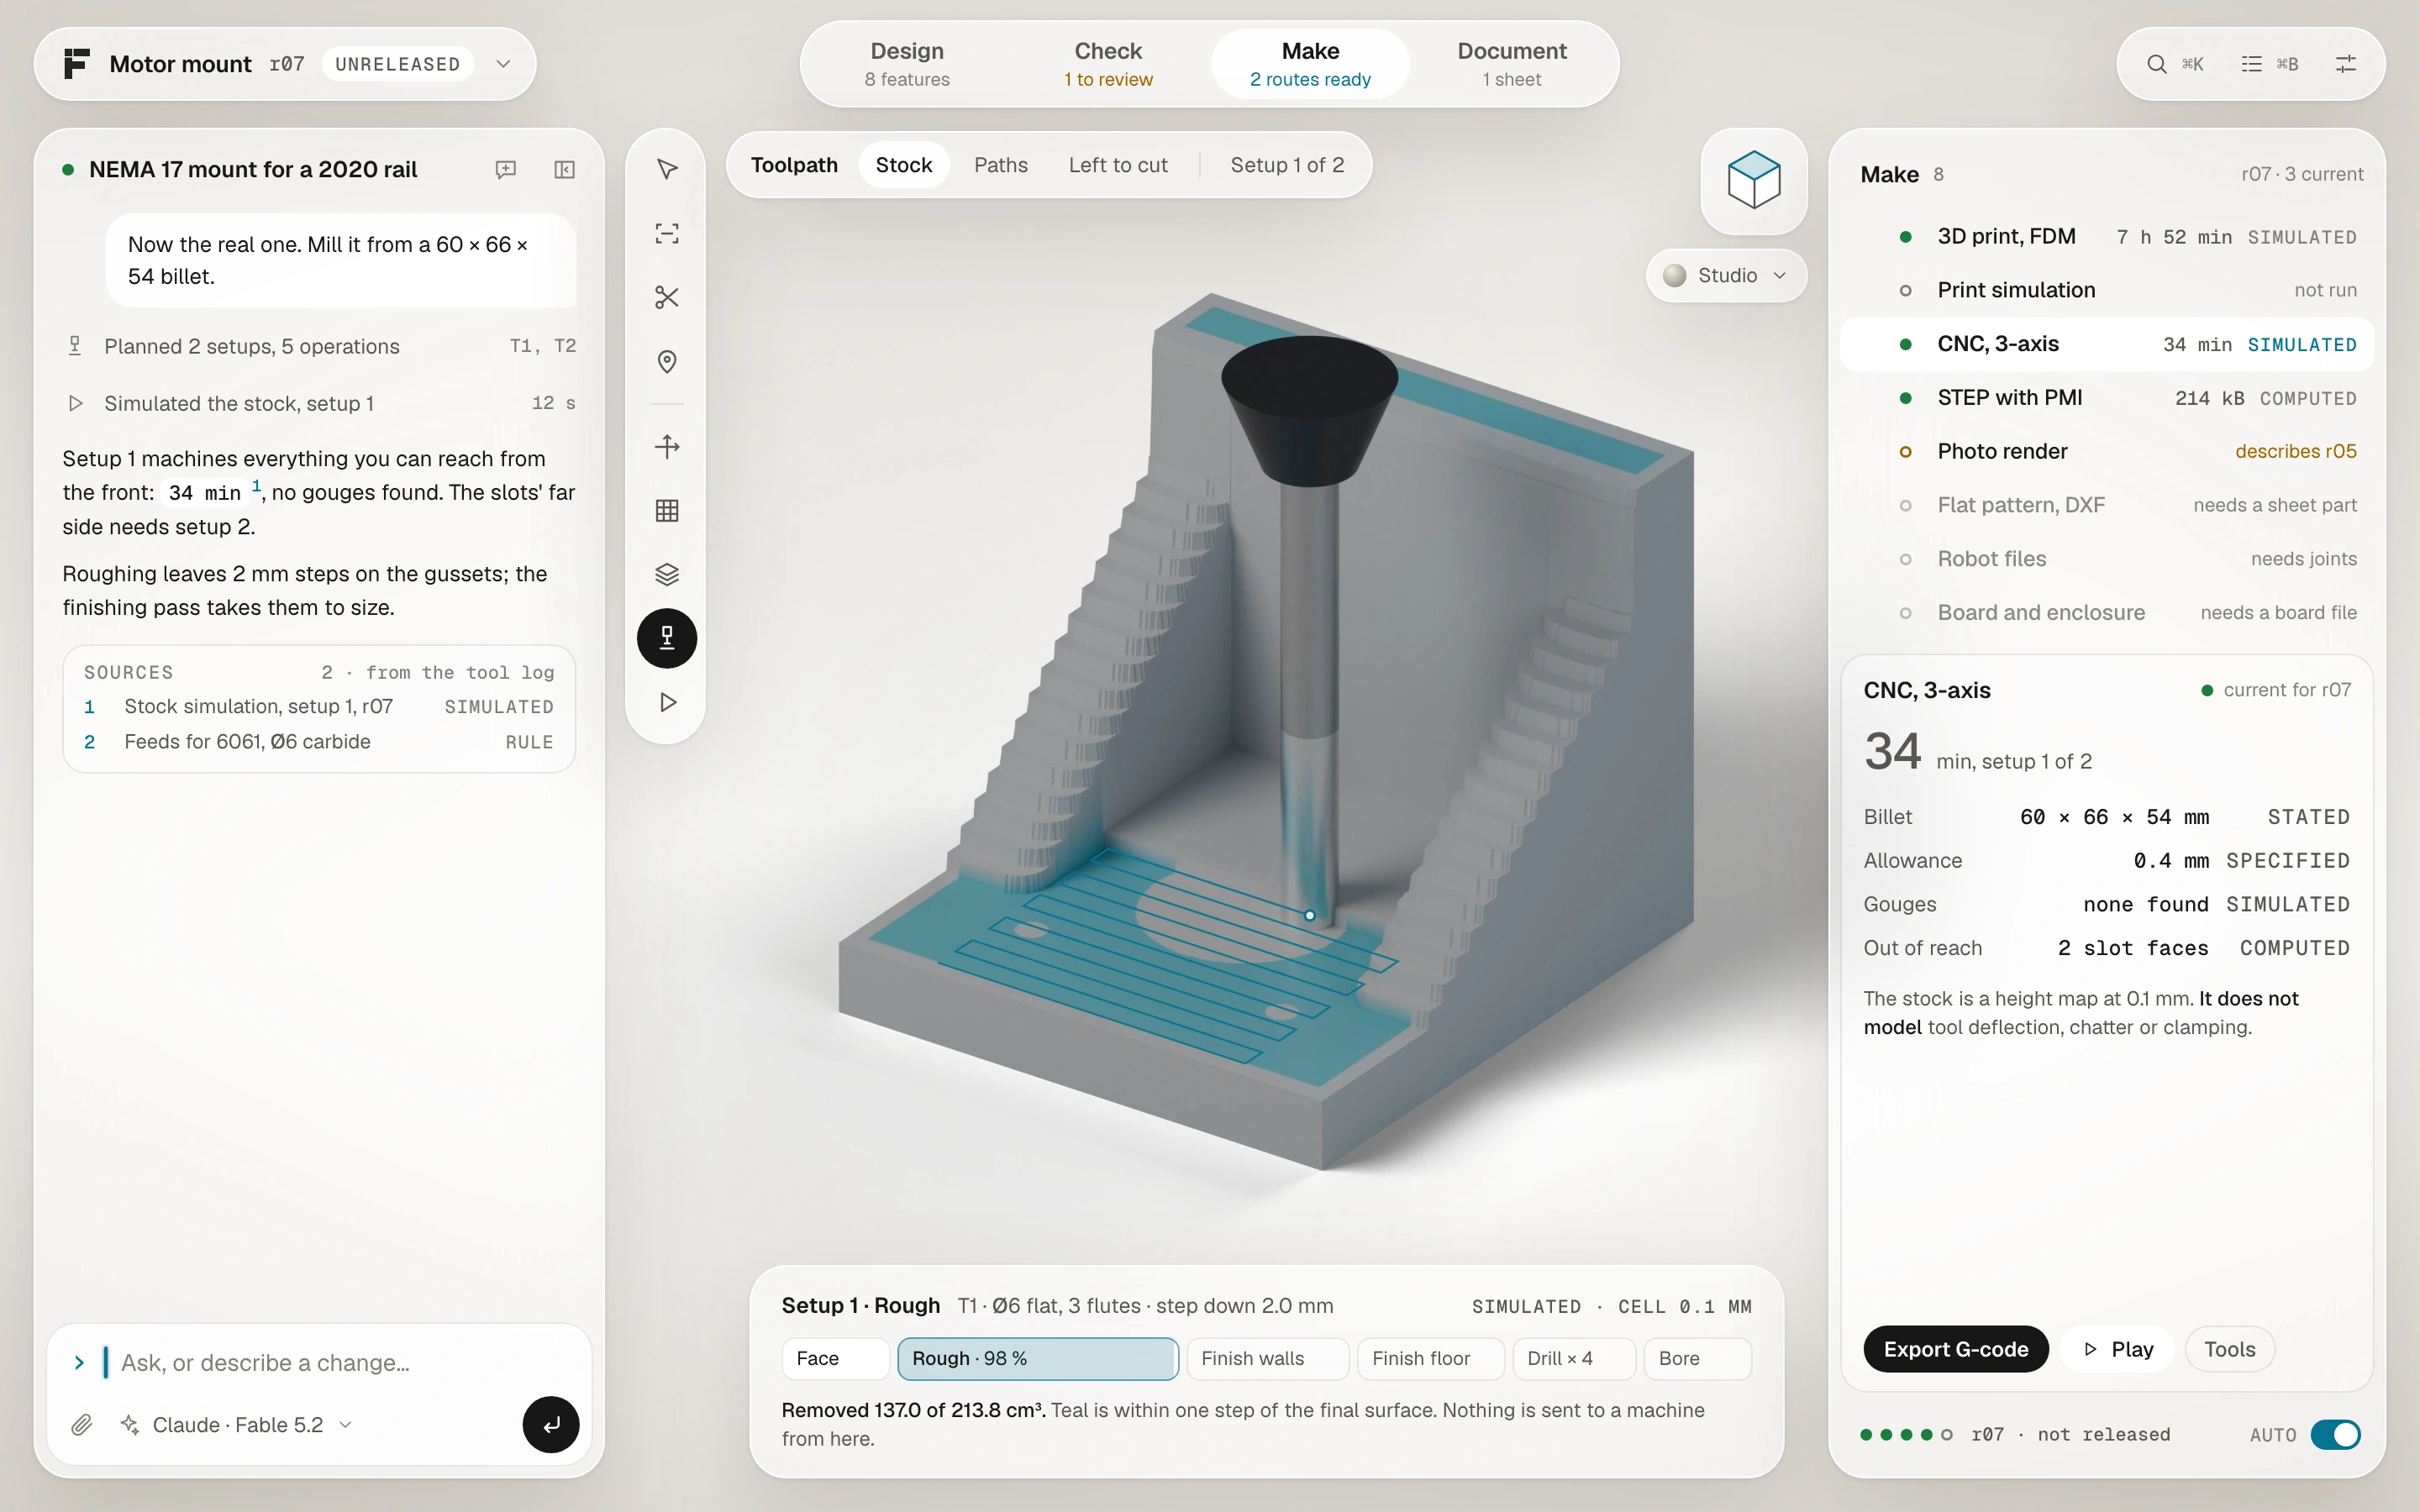 Motor mount r07 UNRELEASED
Design
8 features
Check
1 to review
Make
2 routes ready
Document
1 sheet
⌘K ⌘B
NEMA 17 mount for a 2020 rail
Now the real one. Mill it from a 60 × 66 ×
54 billet.
Planned 2 setups, 5 operations T1, T2
Simulated the stock, setup 1 12 s
Setup 1 machines everything you can reach from
the front: 34 min 1, no gouges found. The slots' far
side needs setup 2.
Roughing leaves 2 mm steps on the gussets; the
finishing pass takes them to size.
SOURCES 2 · from the tool log
1 Stock simulation, setup 1, r07 SIMULATED
2 Feeds for 6061, Ø6 carbide RULE
Ask, or describe a change…
Claude · Fable 5.2
Toolpath Stock Paths Left to cut Setup 1 of 2
Studio
Setup 1 · Rough T1 · Ø6 flat, 3 flutes · step down 2.0 mm SIMULATED · CELL 0.1 MM
Face Rough · 98 % Finish walls Finish floor Drill × 4 Bore
Removed 137.0 of 213.8 cm³. Teal is within one step of the final surface. Nothing is sent to a machine
from here.
Make 8 r07 · 3 current
3D print, FDM 7 h 52 min SIMULATED
Print simulation not run
CNC, 3-axis 34 min SIMULATED
STEP with PMI 214 kB COMPUTED
Photo render describes r05
Flat pattern, DXF needs a sheet part
Robot files needs joints
Board and enclosure needs a board file
CNC, 3-axis current for r07
34 min, setup 1 of 2
Billet 60 × 66 × 54 mm STATED
Allowance 0.4 mm SPECIFIED
Gouges none found SIMULATED
Out of reach 2 slot faces COMPUTED
The stock is a height map at 0.1 mm. It does not
model tool deflection, chatter or clamping.
Export G-code Play Tools
r07 · not released AUTO